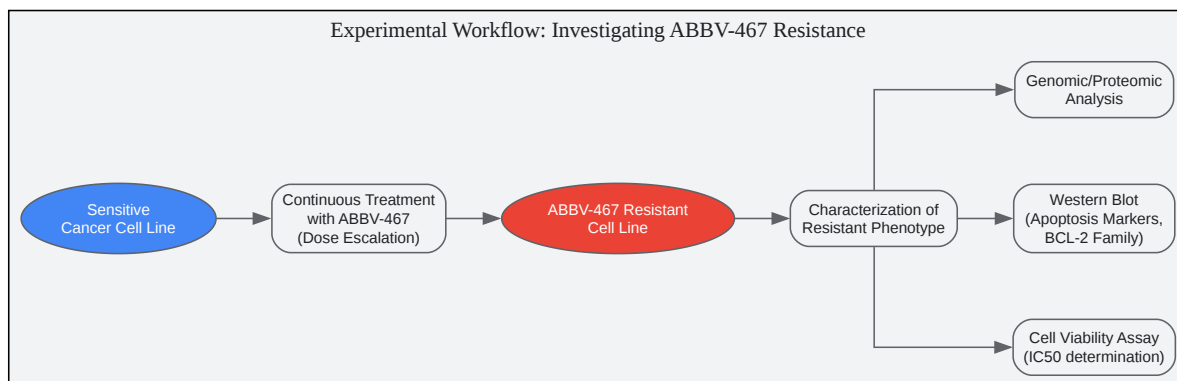 Experimental Workflow: Investigating ABBV-467 Resistance
Sensitive
Cancer Cell Line
Continuous Treatment
with ABBV-467
(Dose Escalation)
ABBV-467 Resistant
Cell Line
Characterization of
Resistant Phenotype
Genomic/Proteomic
Analysis
Western Blot
(Apoptosis Markers,
BCL-2 Family)
Cell Viability Assay
(IC50 determination)